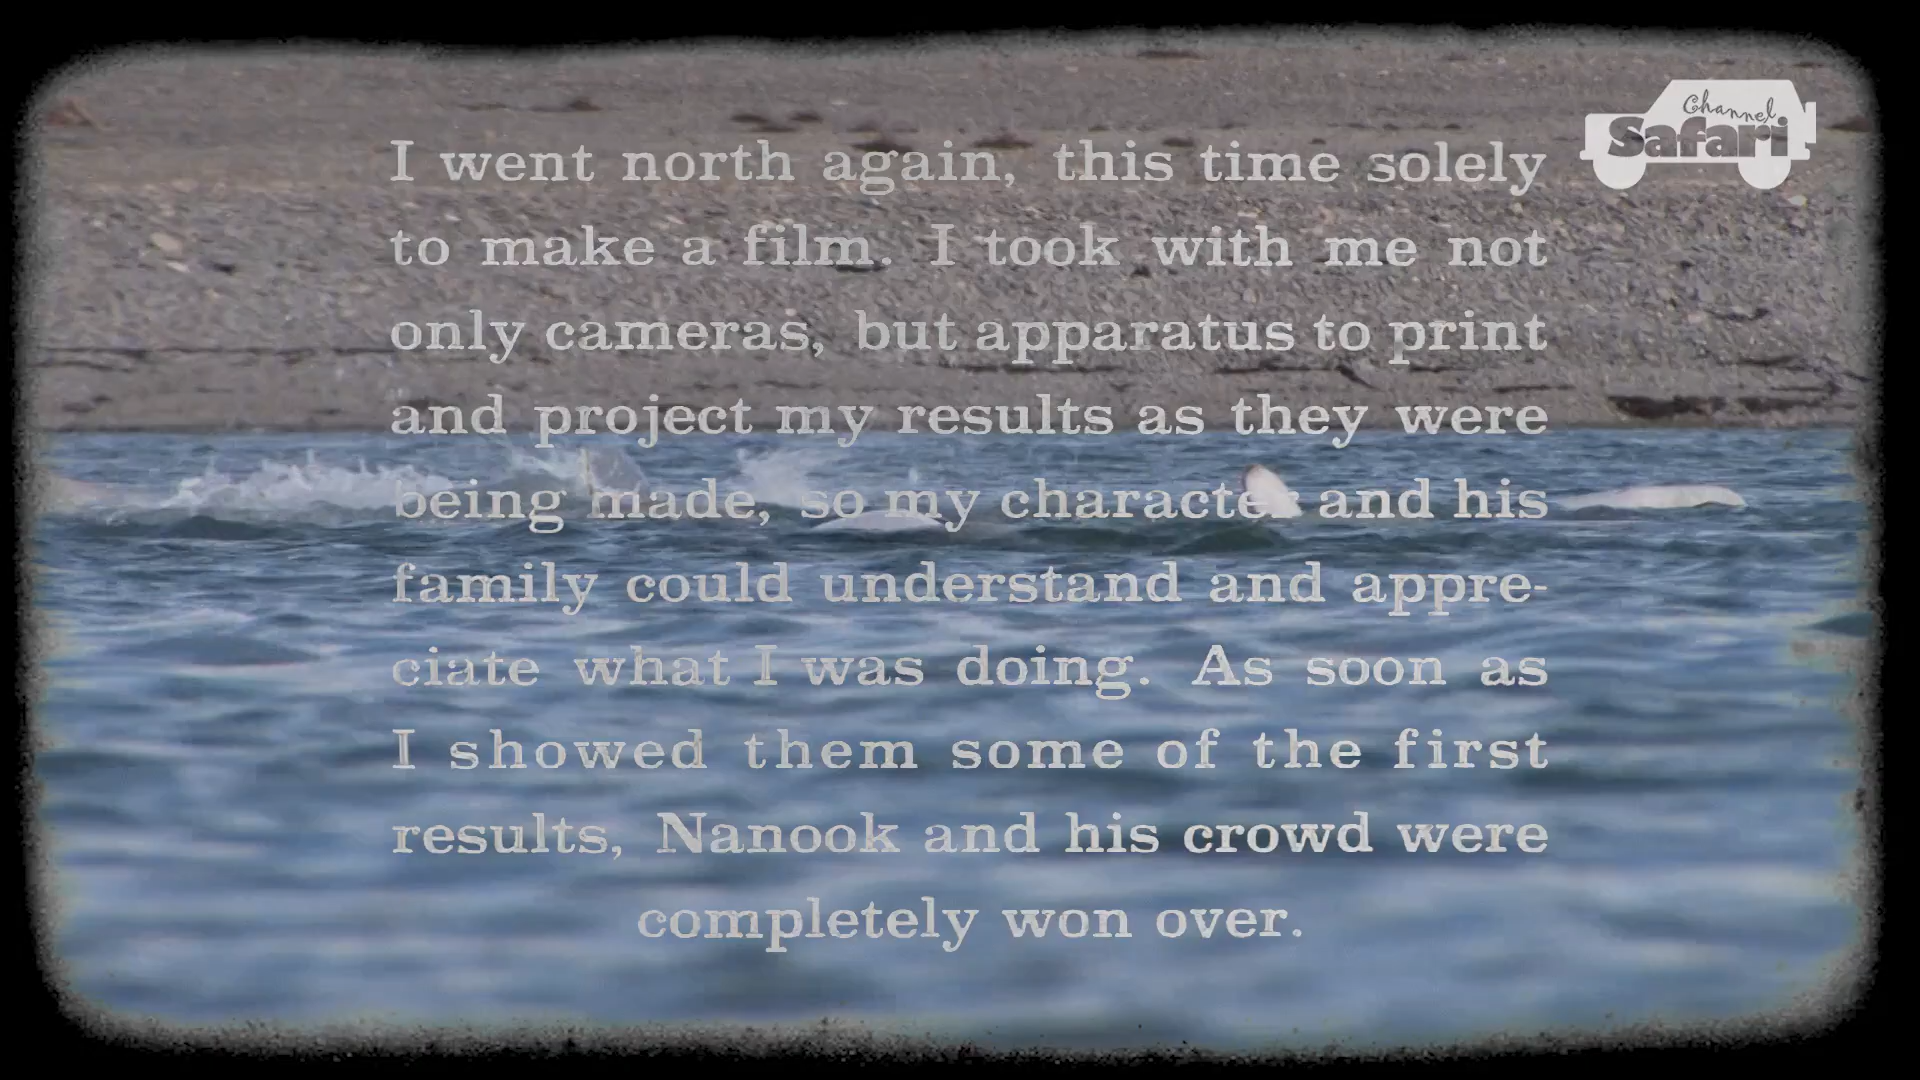 Channel
Safari
I went north again, this time solely
to make a film. I took with me not
only cameras, but apparatus to print
and project my results as they were
being made, so my character and his
family could understand and appre-
ciate what I was doing. As soon as
I showed them some of the first
results, Nanook and his crowd were
completely won over.